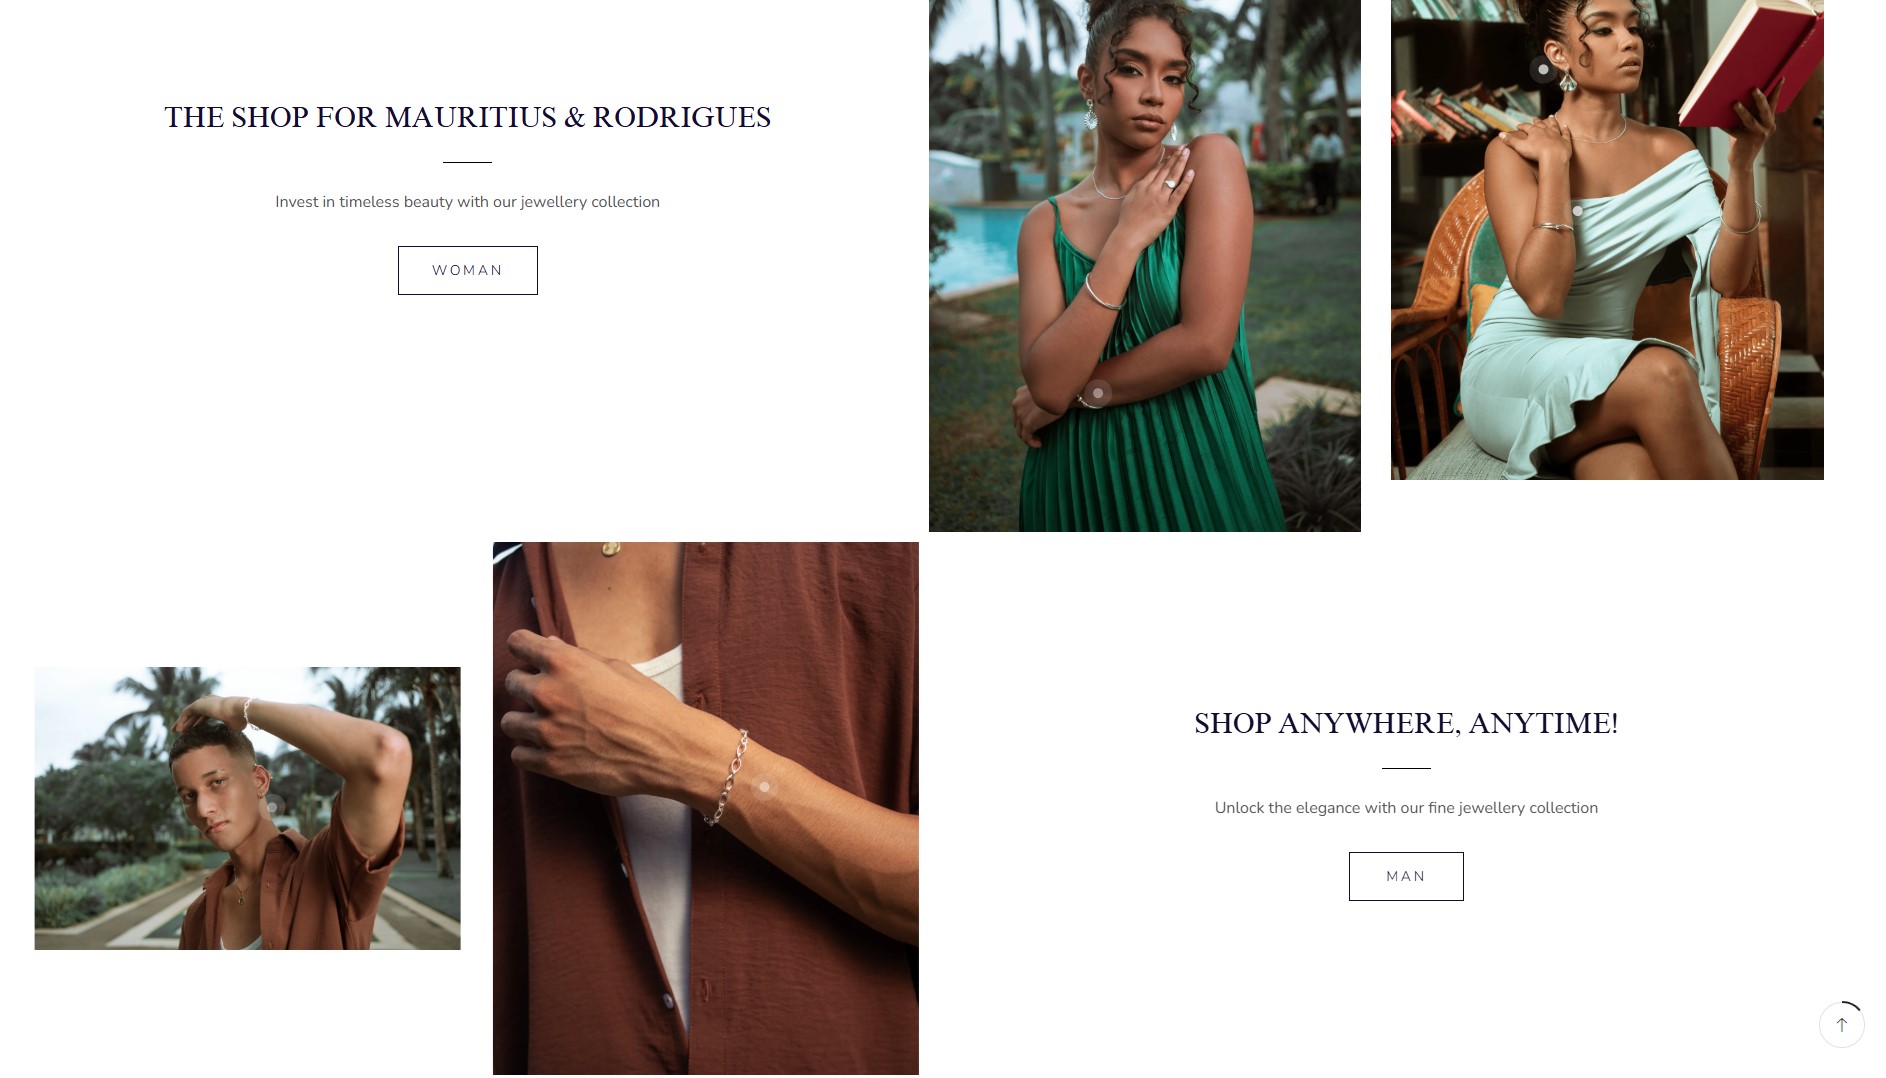 THE SHOP FOR MAURITIUS & RODRIGUES
Invest in timeless beauty with our jewellery collection
WOMAN
SHOP ANYWHERE, ANYTIME!
Unlock the elegance with our fine jewellery collection
MAN